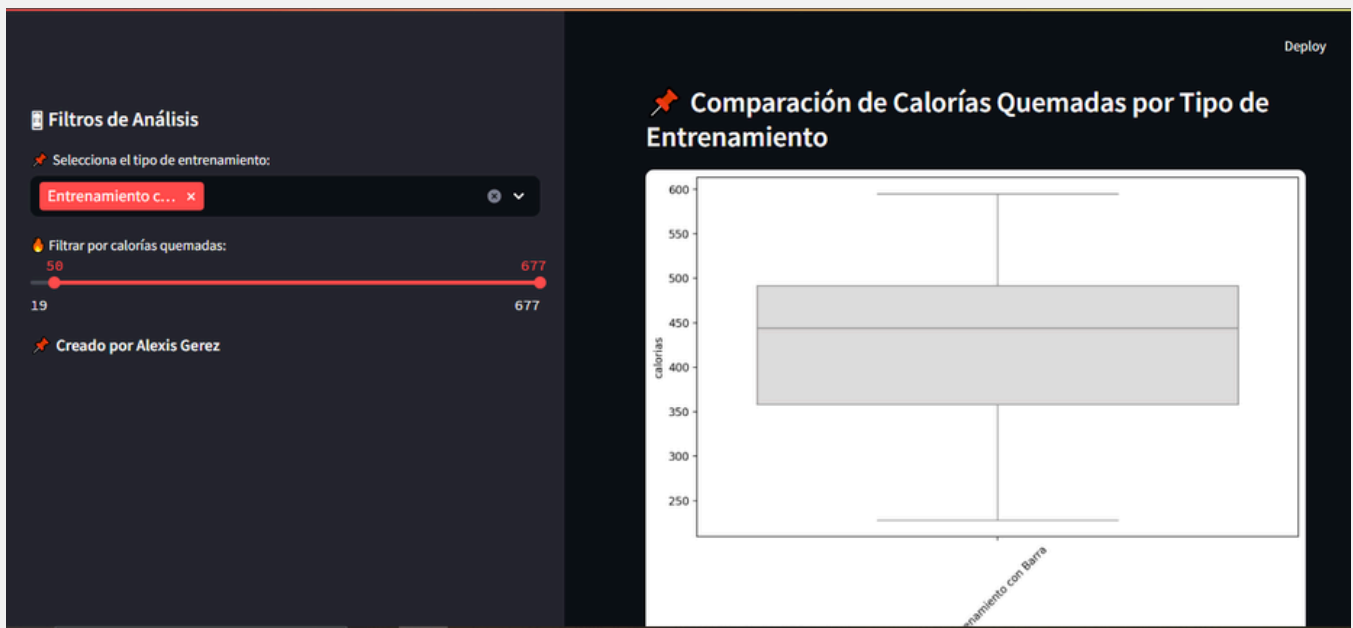 Deploy
Filtros de Análisis
Selecciona el tipo de entrenamiento:
Entrenamiento c... ×
Filtrar por calorías quemadas:
50 677
19 677
Creado por Alexis Gerez
Comparación de Calorías Quemadas por Tipo de
Entrenamiento
600
550
500
450
400
350
300
250
calorias
enamiento con Barra